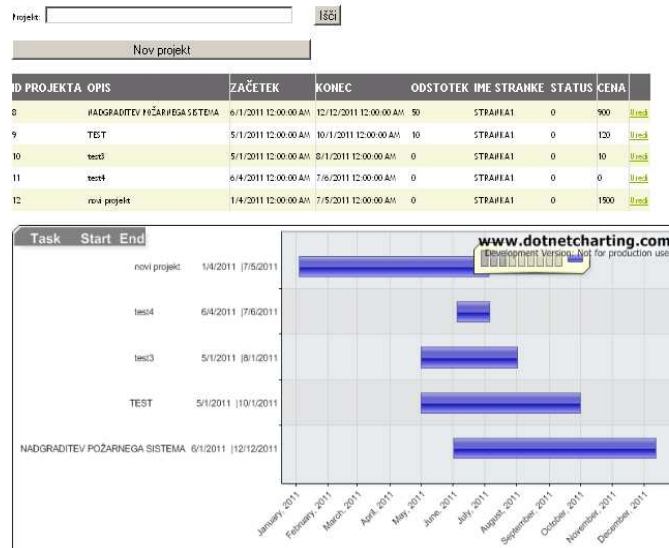 Projekt:
Išči
Nov projekt
ID PROJEKTA OPIS ZAČETEK KONEC ODSTOTEK IME STRANKE STATUS CENA
8 NADGRADITEV POŽARNEGA SISTEMA 6/1/2011 12:00:00 AM 12/12/2011 12:00:00 AM 50 STRANKA1 0 900 Uredi
9 TEST 5/1/2011 12:00:00 AM 10/1/2011 12:00:00 AM 10 STRANKA1 0 120 Uredi
10 test3 5/1/2011 12:00:00 AM 8/1/2011 12:00:00 AM 0 STRANKA1 0 10 Uredi
11 test4 6/4/2011 12:00:00 AM 7/6/2011 12:00:00 AM 0 STRANKA1 0 0 Uredi
12 novi projekt 1/4/2011 12:00:00 AM 7/5/2011 12:00:00 AM 0 STRANKA1 0 1500 Uredi
Task Start End
www.dotnetcharting.com
Development Version: Not for production use
novi projekt 1/4/2011 |7/5/2011
test4 6/4/2011 |7/6/2011
test3 5/1/2011 |8/1/2011
TEST 5/1/2011 |10/1/2011
NADGRADITEV POŽARNEGA SISTEMA 6/1/2011 |12/12/2011
January, 2011
February, 2011
March, 2011
April, 2011
May, 2011
June, 2011
July, 2011
August, 2011
September, 2011
October, 2011
November, 2011
December, 2011